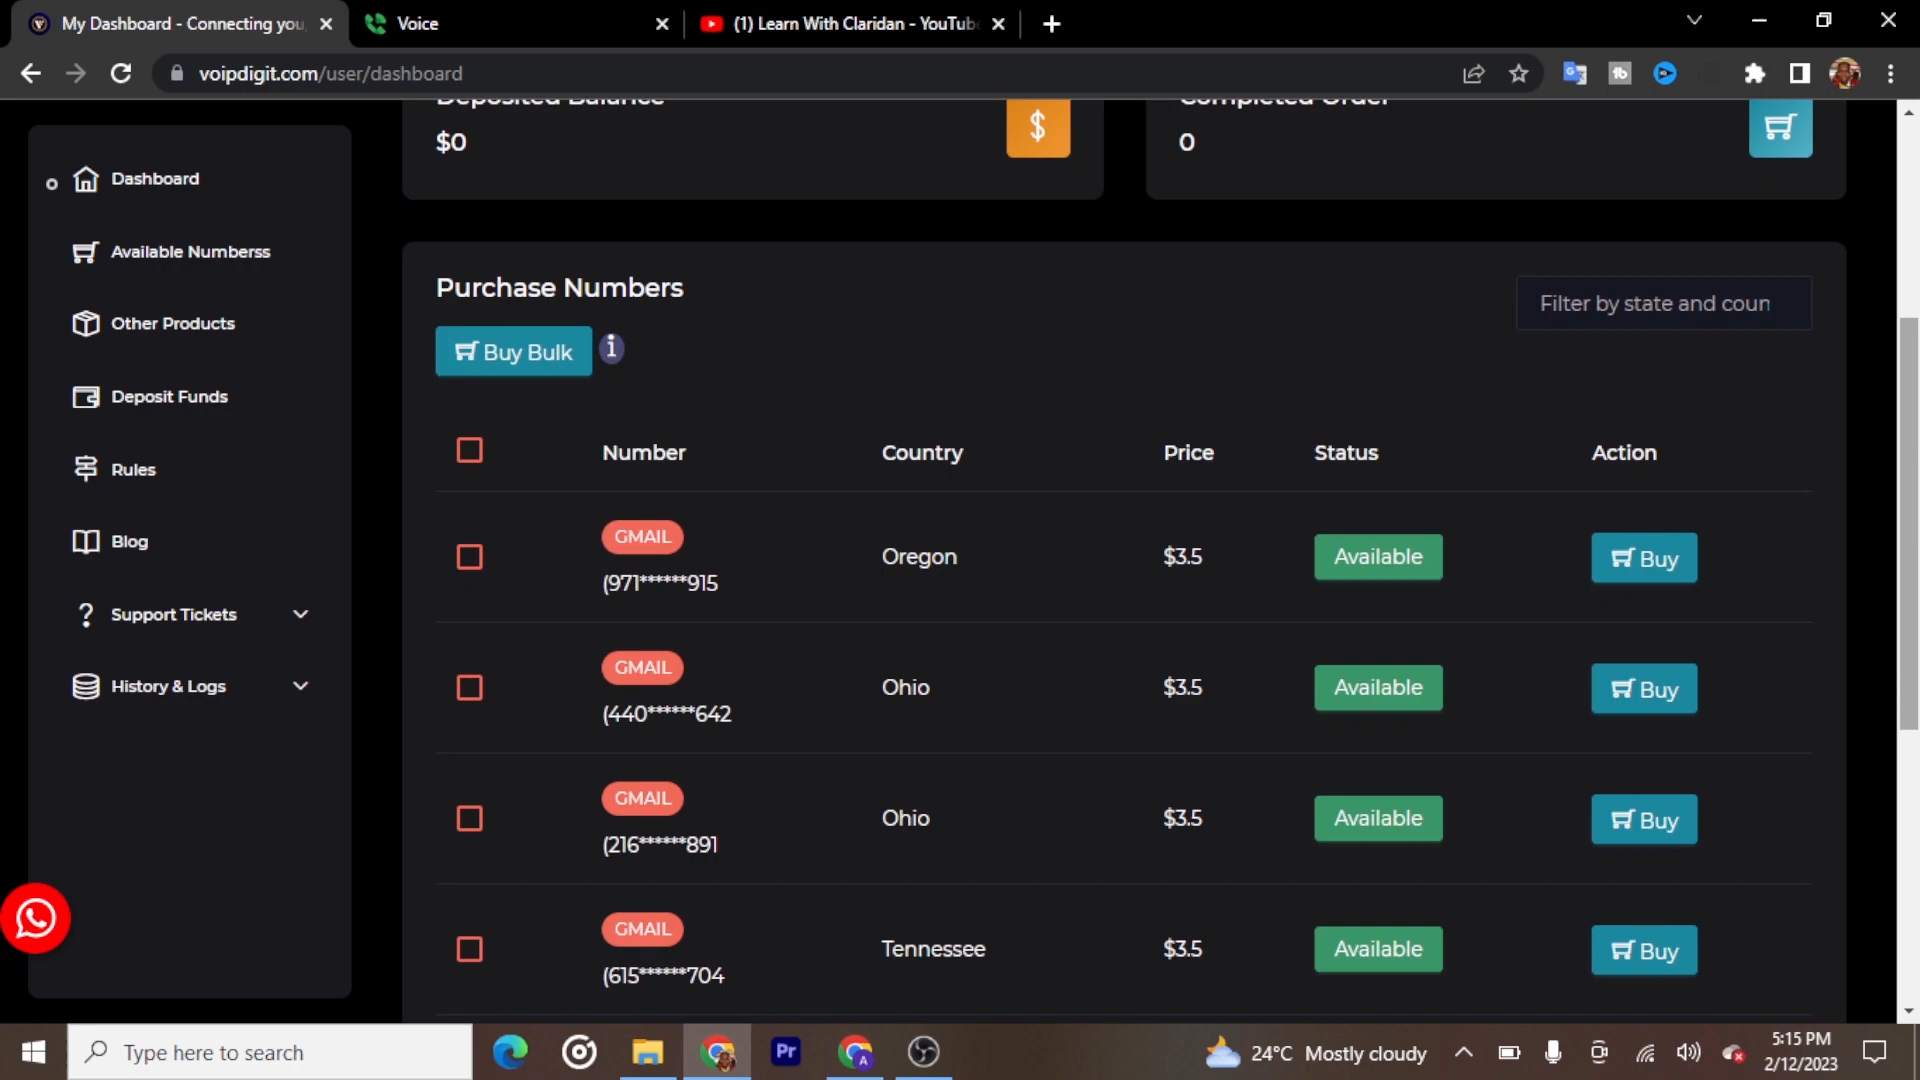 My Dashboard - Connecting you
Voice
(1) Learn With Claridan - YouTub
voipdigit.com/user/dashboard
Deposited Balance
$0
$
Completed Order
0
Dashboard
Available Numberss
Other Products
Deposit Funds
Rules
Blog
Support Tickets
History & Logs
Purchase Numbers
Filter by state and coun
Buy Bulk
i
Number Country Price Status Action
GMAIL
(971******915 Oregon $3.5 Available Buy
GMAIL
(440******642 Ohio $3.5 Available Buy
GMAIL
(216******891 Ohio $3.5 Available Buy
GMAIL
(615******704 Tennessee $3.5 Available Buy
Type here to search
Pr
A
24°C Mostly cloudy
5:15 PM
2/12/2023